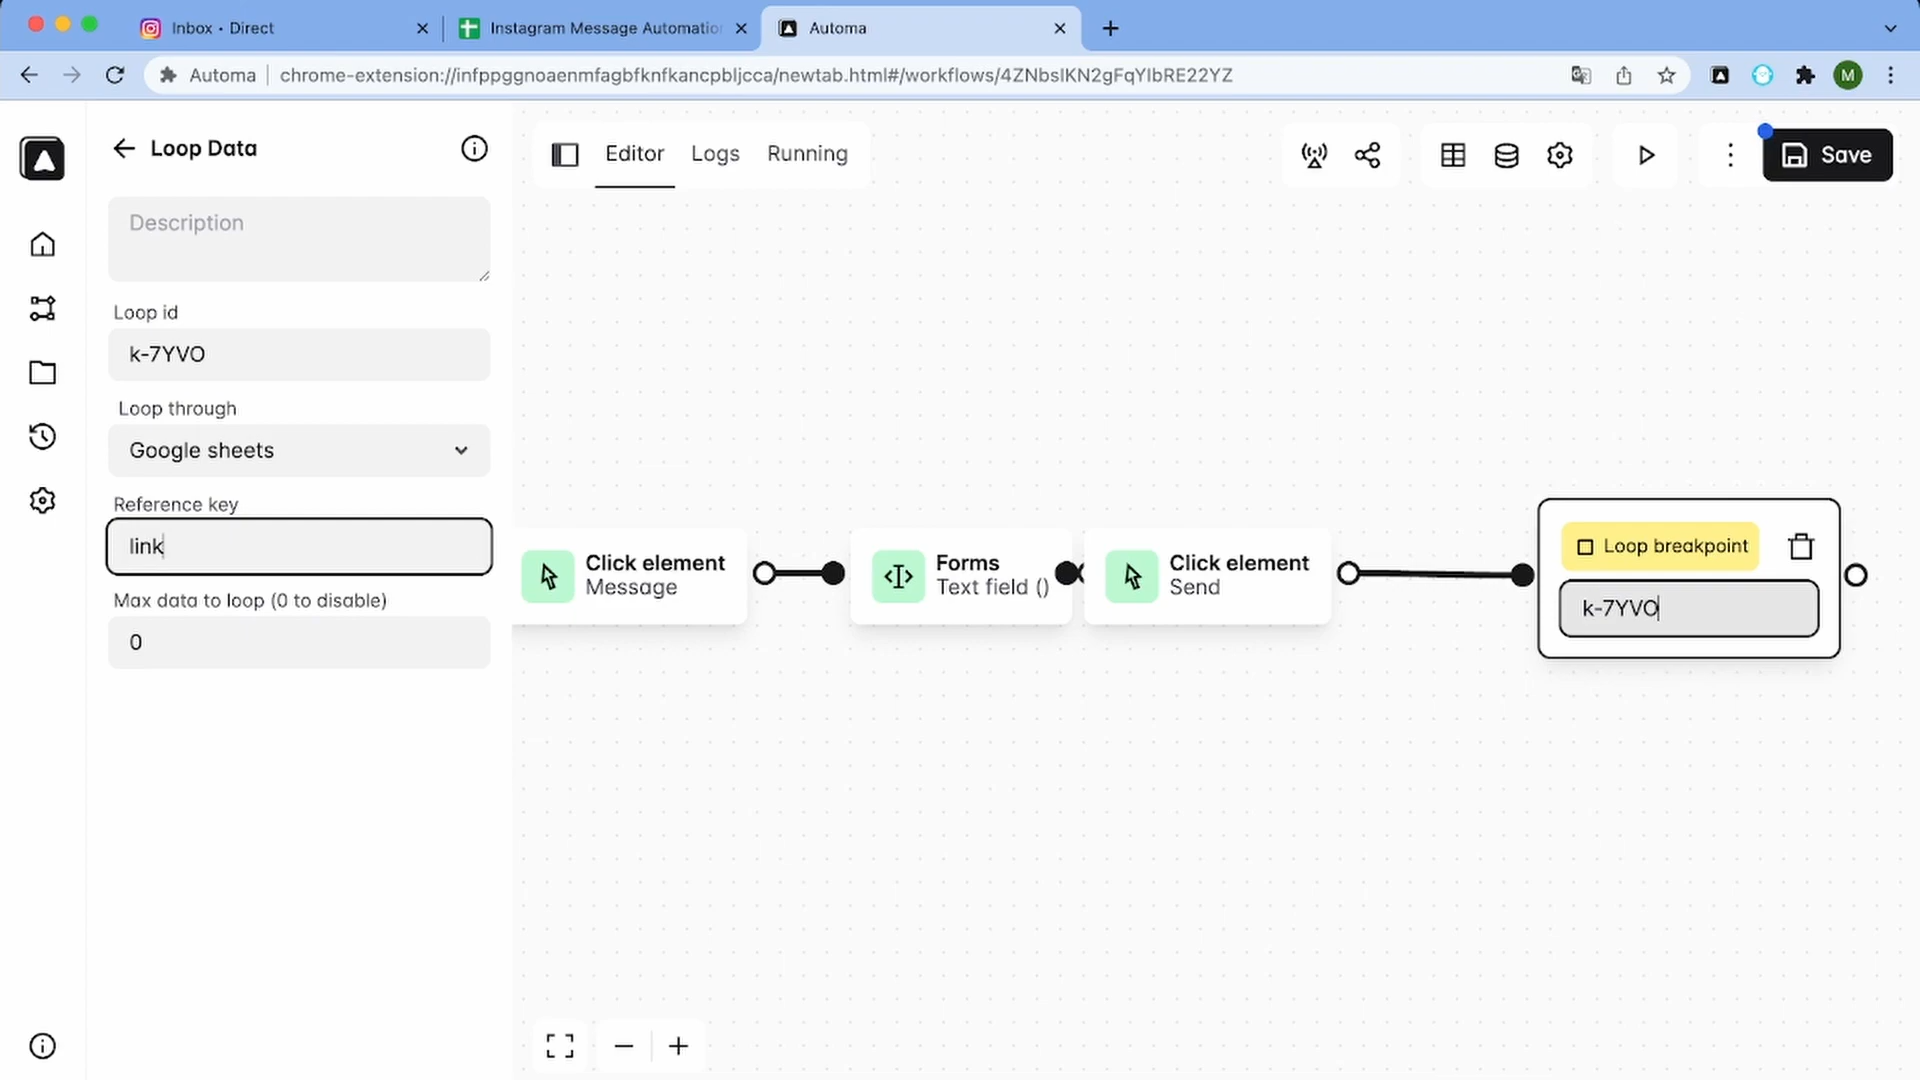 Inbox • Direct
Instagram Message Automation
Automa
Automa
chrome-extension://infppggnoaenmfagbfknfkancpbljcca/newtab.html#/workflows/4ZNbsIKN2gFqYIbRE22YZ
M
Loop Data
Editor
Logs
Running
Save
Description
Loop id
k-7YVO
Loop through
Google sheets
Reference key
link
Max data to loop (0 to disable)
0
Click element
Message
Forms
Text field ()
Click element
Send
Loop breakpoint
k-7YVO